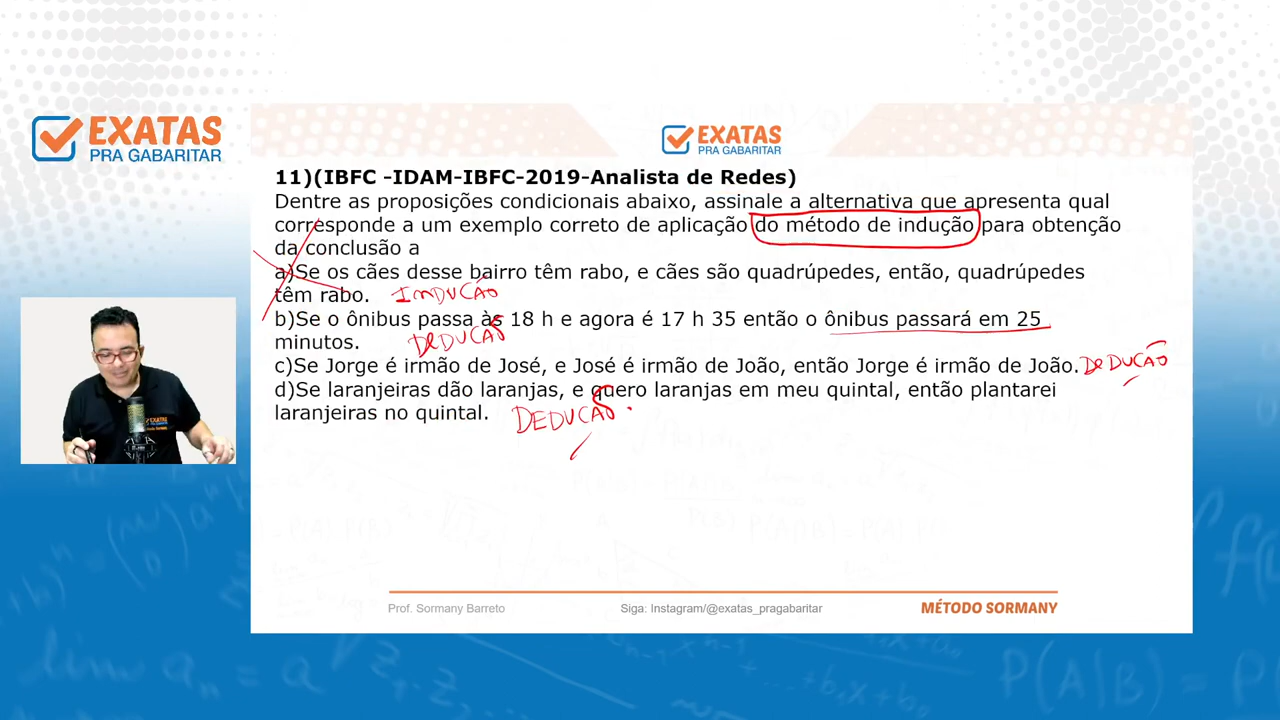 EXATAS
PRA GABARITAR
EXATAS
PRA GABARITAR
11)(IBFC -IDAM-IBFC-2019-Analista de Redes)
Dentre as proposições condicionais abaixo, assinale a alternativa que apresenta qual
corresponde a um exemplo correto de aplicação do método de indução para obtenção
da conclusão a
a)Se os cães desse bairro têm rabo, e cães são quadrúpedes, então, quadrúpedes
têm rabo. INDUÇÃO
b)Se o ônibus passa às 18 h e agora é 17 h 35 então o ônibus passará em 25
minutos. DEDUÇÃO
c)Se Jorge é irmão de José, e José é irmão de João, então Jorge é irmão de João. DEDUÇÃO
d)Se laranjeiras dão laranjas, e quero laranjas em meu quintal, então plantarei
laranjeiras no quintal. DEDUÇÃO
EXATAS
Prof. Sormany Barreto
Siga: Instagram/@exatas_pragabaritar
MÉTODO SORMANY